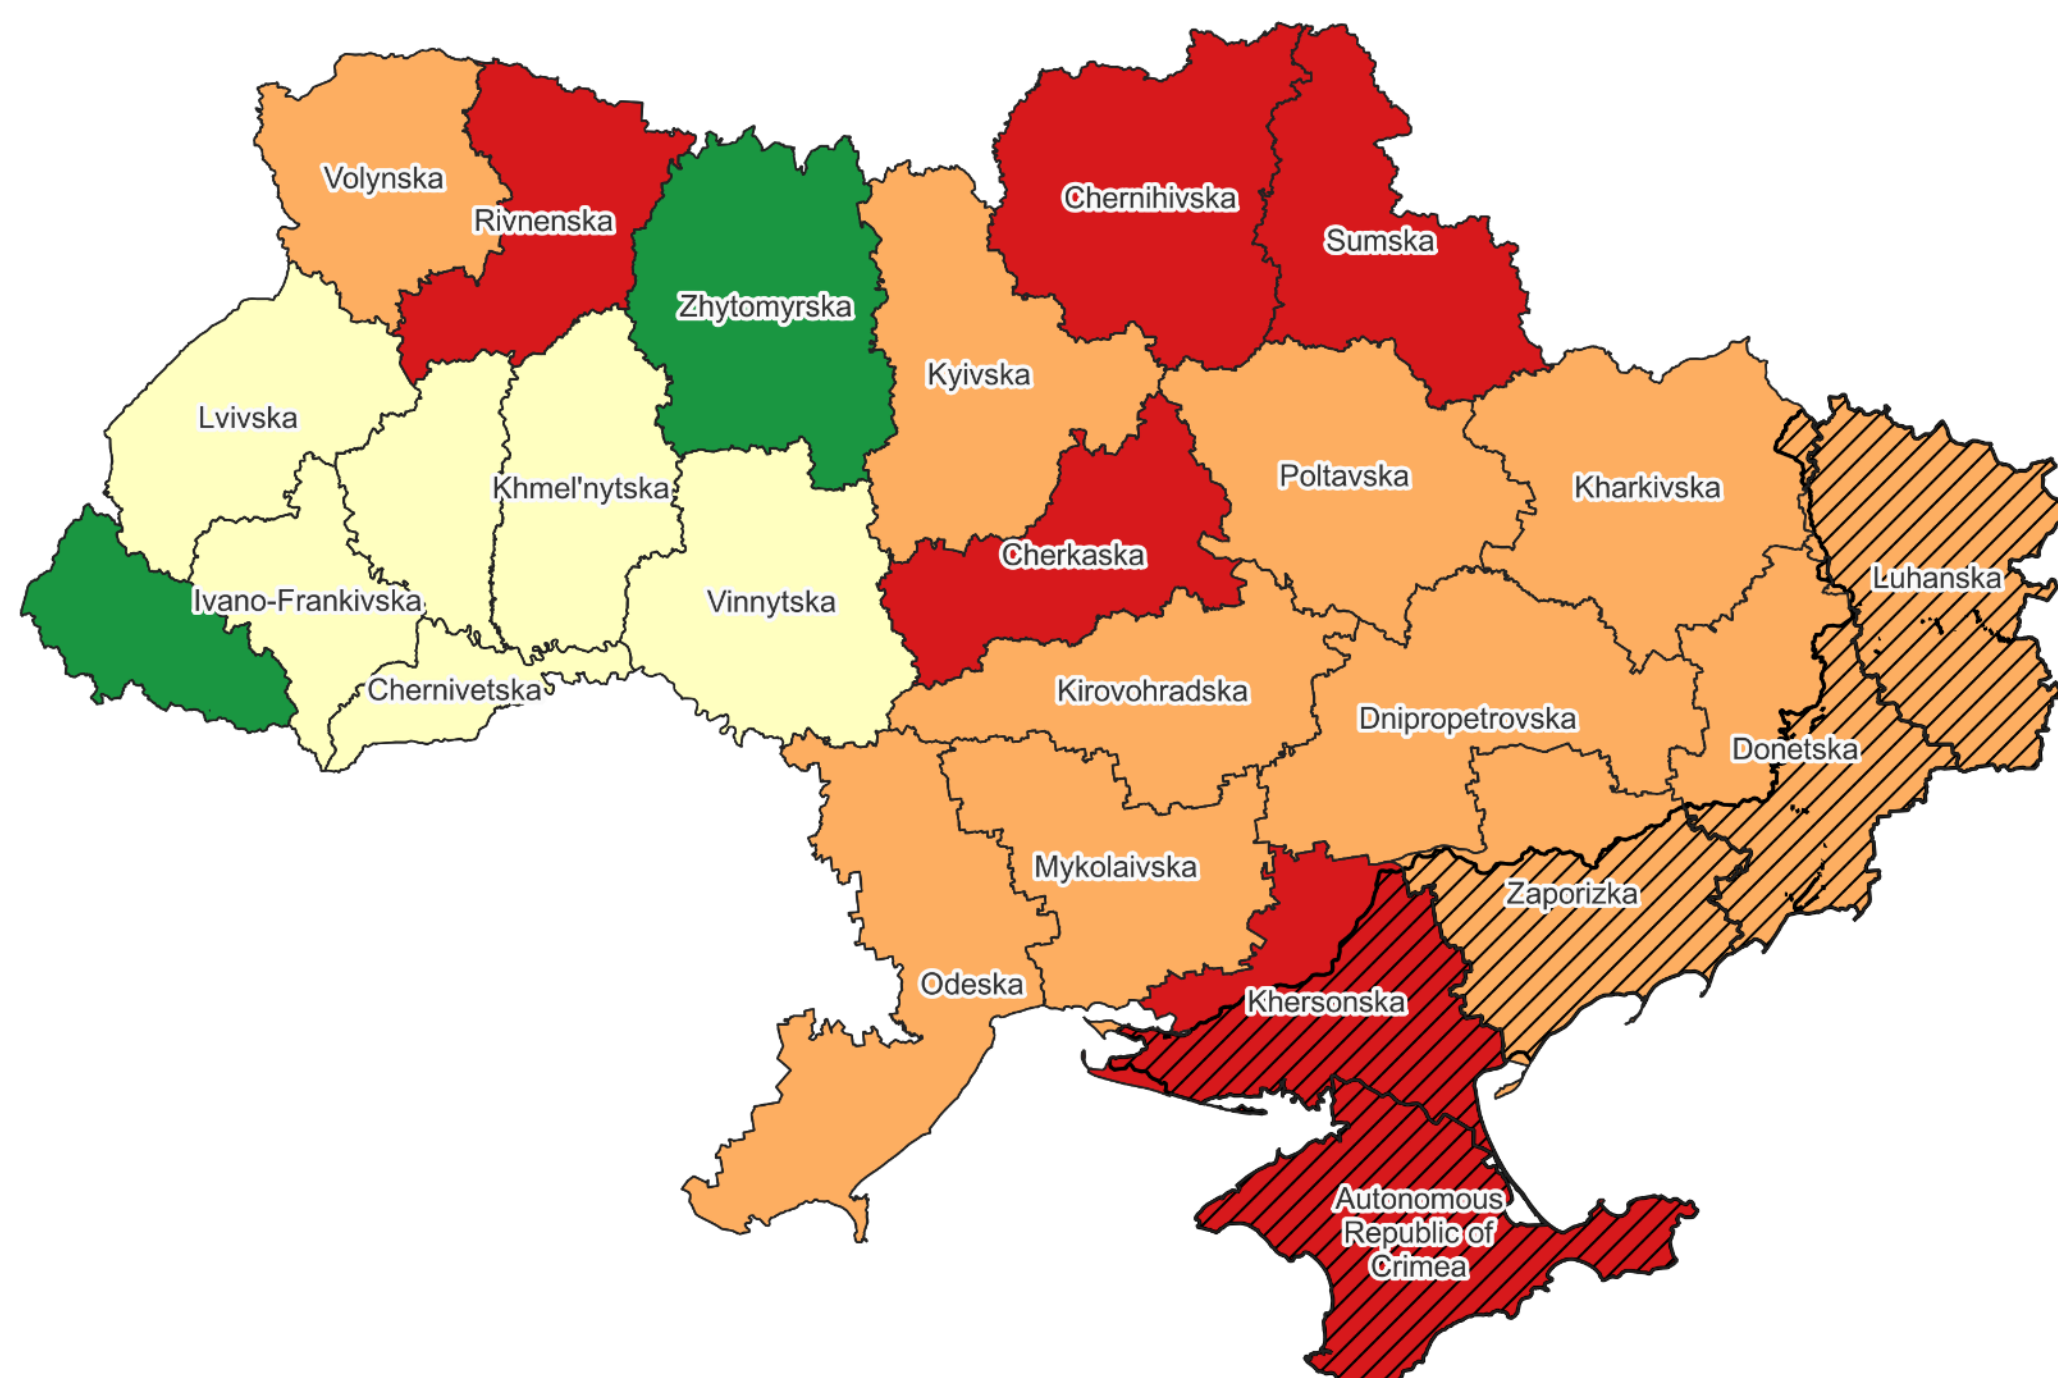 Volynska
Rivnenska
Chernihivska
Sumska
Zhytomyrska
Kyivska
Lvivska
Khmel'nytska
Poltavska
Kharkivska
Cherkaska
Luhanska
Ivano-Frankivska
Vinnytska
Chernivetska
Kirovohradska
Dnipropetrovska
Donetska
Mykolaivska
Zaporizka
Odeska
Khersonska
Autonomous
Republic of
Crimea